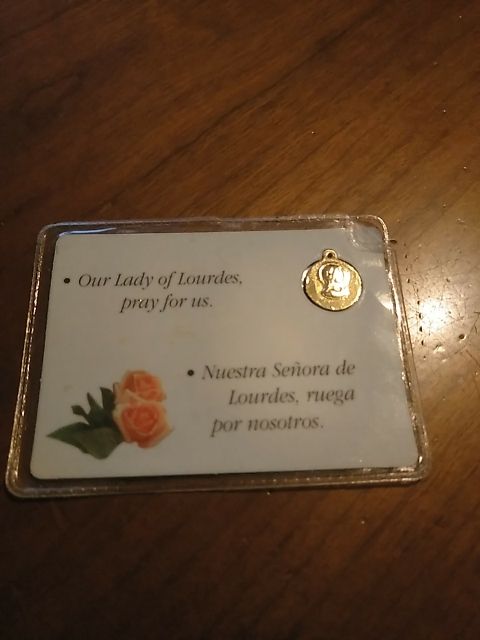 • Our Lady of Lourdes,
pray for us.
• Nuestra Señora de
Lourdes, ruega
por nosotros.